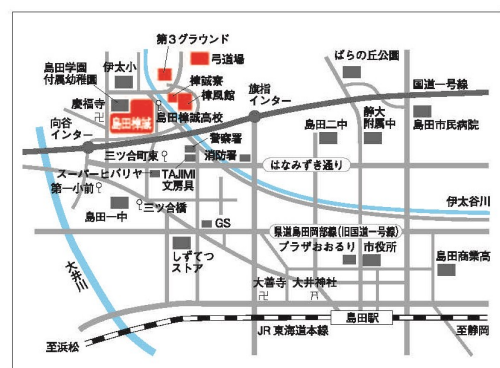 第3グラウンド
弓道場
島田学園
付属幼稚園
伊太小
樟誠寮
樟風館
ばらの丘公園
旗指
インター
国道一号線
慶福寺
島田樟誠
島田樟誠高校
向谷
インター
静大
附属中
島田市民病院
島田二中
三ツ合町東
警察署
消防署
はなみずき通り
スーパーヒバリヤ
TAJIMI
文房具
第一小前
伊太谷川
島田一中
三ツ合橋
GS
県道島田岡部線(旧国道一号線)
しずてつ
ストア
プラザおおるり
市役所
島田商業高
大井川
大善寺
大井神社
島田駅
至浜松
JR東海道本線
至静岡